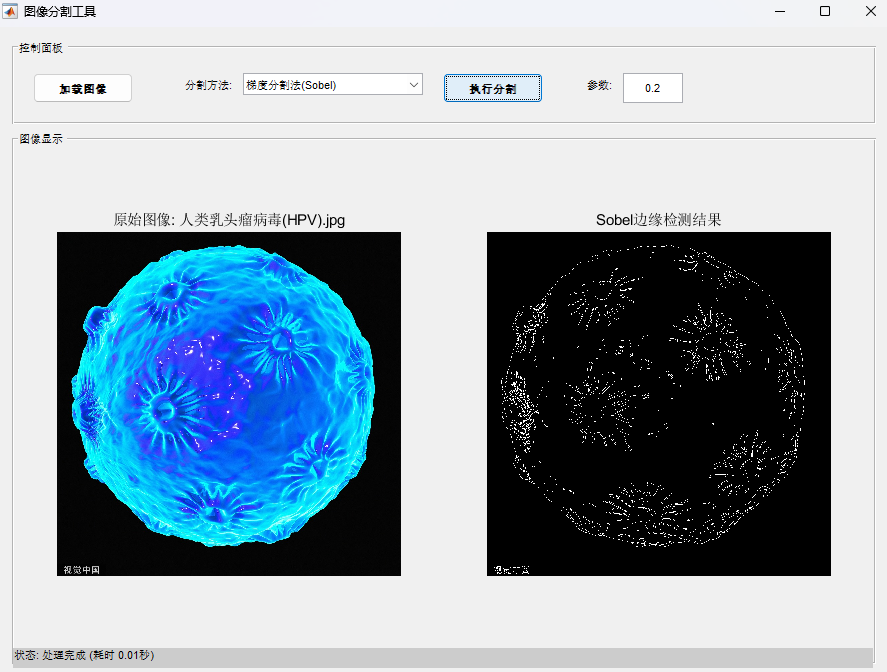 图像分割工具
控制面板
加载图像
分割方法:
梯度分割法(Sobel)
执行分割
参数:
0.2
图像显示
原始图像: 人类乳头瘤病毒(HPV).jpg
Sobel边缘检测结果
视觉中国
状态: 处理完成 (耗时 0.01秒)